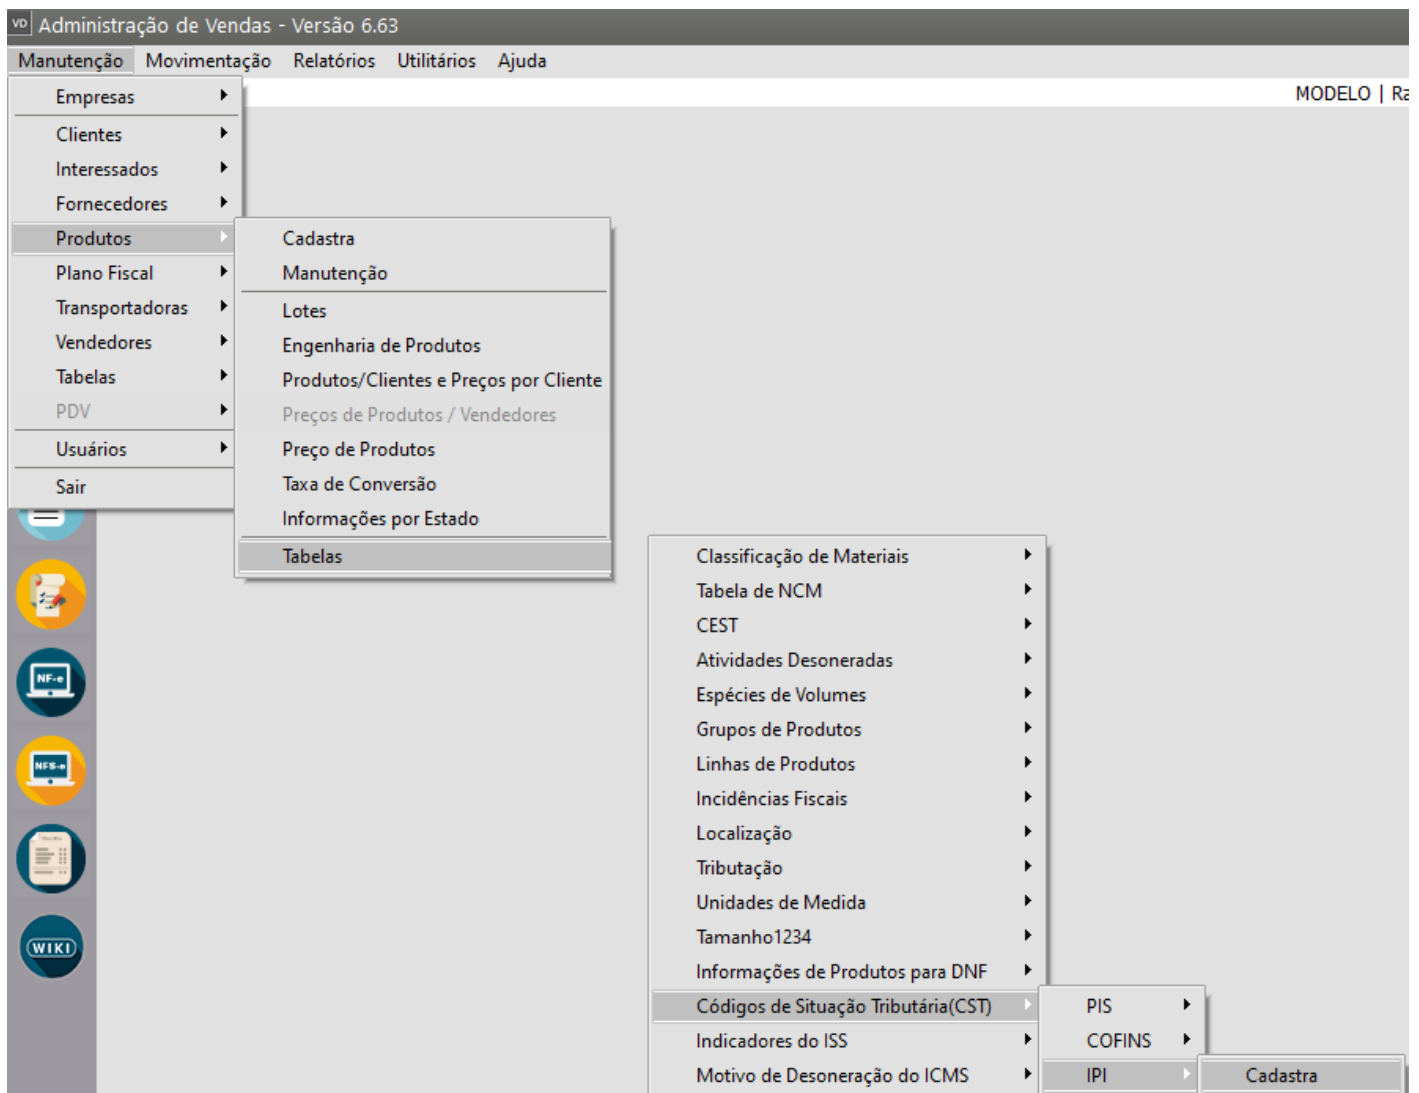 VD Administração de Vendas - Versão 6.63
Manutenção Movimentação Relatórios Utilitários Ajuda
MODELO | Ra
Empresas
Clientes
Interessados
Fornecedores
Produtos
Plano Fiscal
Transportadoras
Vendedores
Tabelas
PDV
Usuários
Sair
Cadastra
Manutenção
Lotes
Engenharia de Produtos
Produtos/Clientes e Preços por Cliente
Preços de Produtos / Vendedores
Preço de Produtos
Taxa de Conversão
Informações por Estado
Tabelas
Classificação de Materiais
Tabela de NCM
CEST
Atividades Desoneradas
Espécies de Volumes
Grupos de Produtos
Linhas de Produtos
Incidências Fiscais
Localização
Tributação
Unidades de Medida
Tamanho1234
Informações de Produtos para DNF
Códigos de Situação Tributária(CST)
Indicadores do ISS
Motivo de Desoneração do ICMS
PIS
COFINS
IPI
Cadastra
NF-e
NFS-e
WIKI